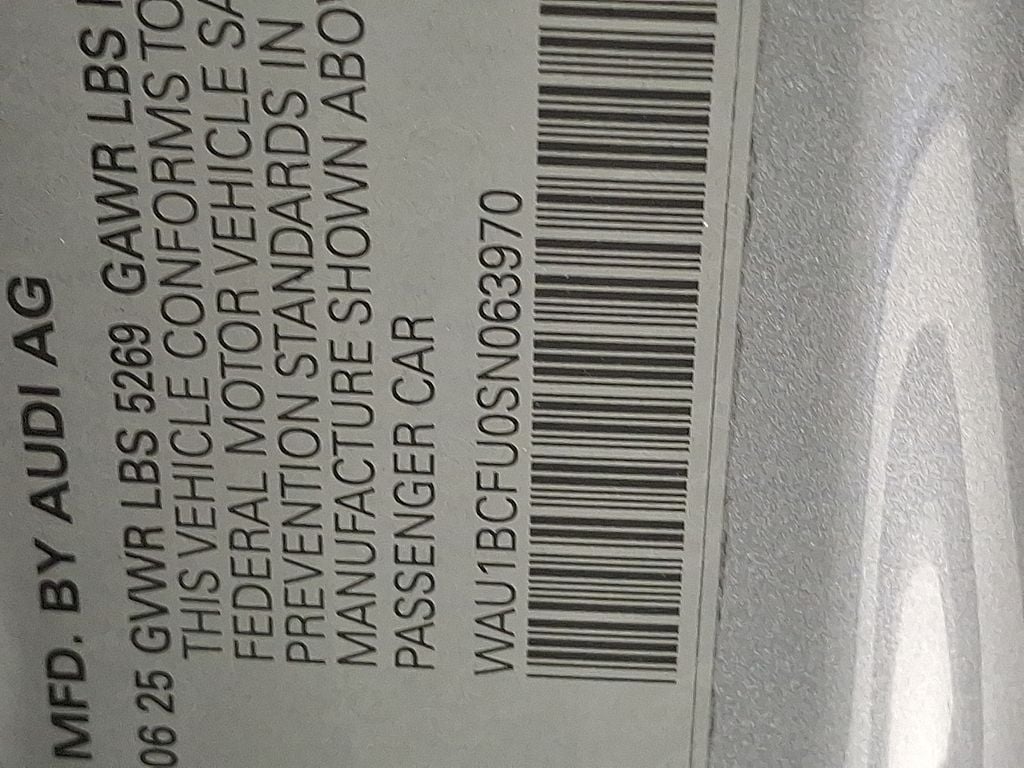 MFD. BY AUDI AG
06 25 GVWR LBS 5269 GAWR LBS
THIS VEHICLE CONFORMS TO
FEDERAL MOTOR VEHICLE SA
PREVENTION STANDARDS IN
MANUFACTURE SHOWN ABO
PASSENGER CAR
WAU1BCFU0SN063970